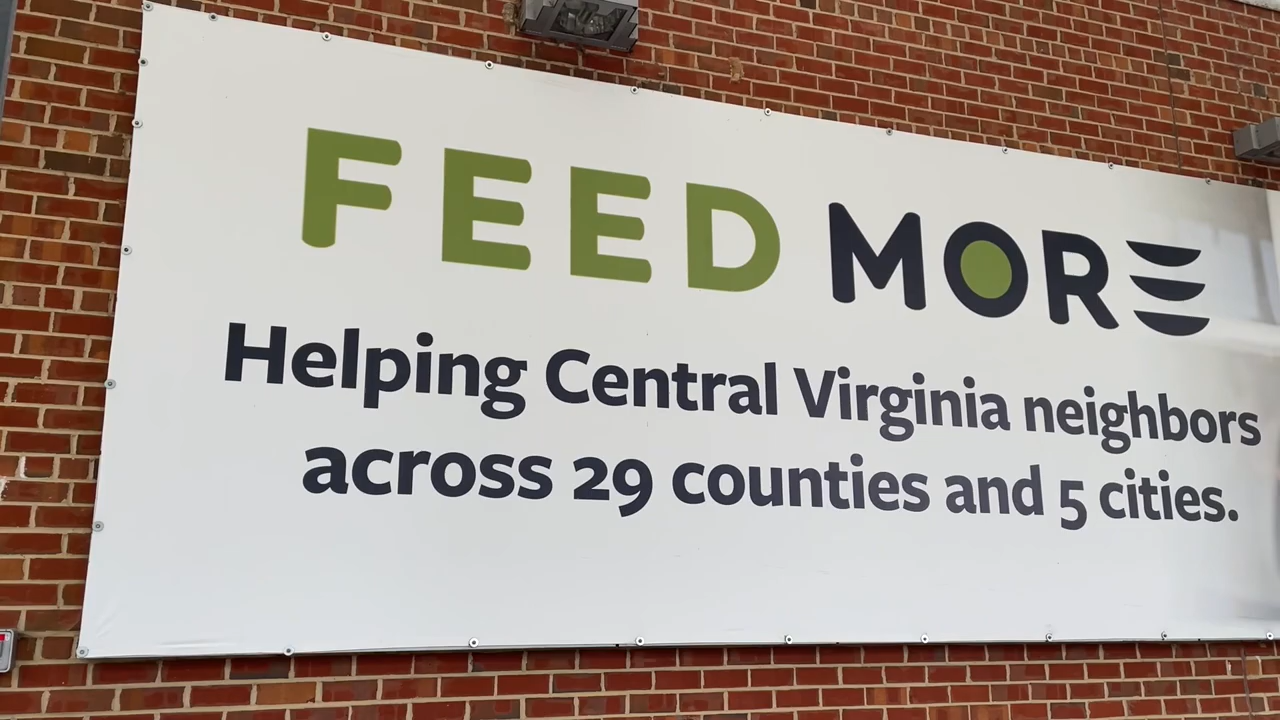 FEED MORE
Helping Central Virginia neighbors
across 29 counties and 5 cities.